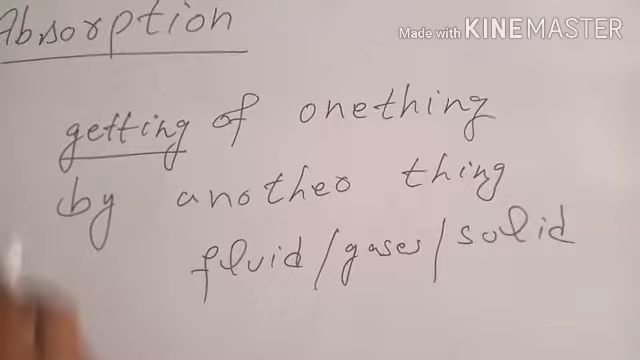 Absorption
Made with KINEMASTER
getting of onething
by anotheo thing
fluid/gases/solid